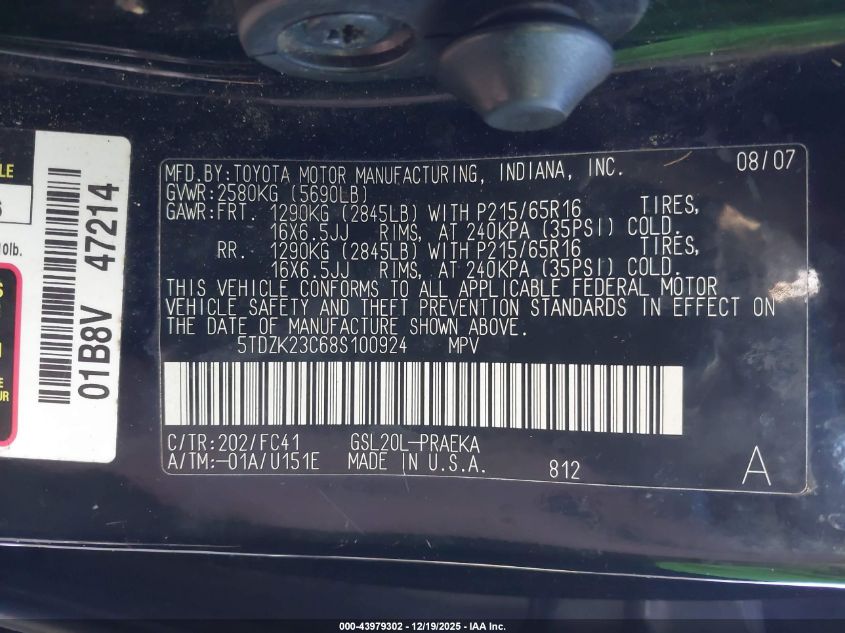 MFD.BY:TOYOTA MOTOR MANUFACTURING, INDIANA, INC. 08/07
GVWR:2580KG (5690LB)
GAWR:FRT. 1290KG (2845LB) WITH P215/65R16 TIRES,
16X6.5JJ RIMS, AT 240KPA (35PSI) COLD.
RR. 1290KG (2845LB) WITH P215/65R16 TIRES,
16X6.5JJ RIMS, AT 240KPA (35PSI) COLD.
THIS VEHICLE CONFORMS TO ALL APPLICABLE FEDERAL MOTOR
VEHICLE SAFETY AND THEFT PREVENTION STANDARDS IN EFFECT ON
THE DATE OF MANUFACTURE SHOWN ABOVE.
5TDZK23C68S100924 MPV
C/TR:202/FC41 GSL20L-PRAEKA
A/TM:-01A/U151E MADE IN U.S.A. 812 A
01B8V 47214
000-43979302 - 12/19/2025 - IAA Inc.